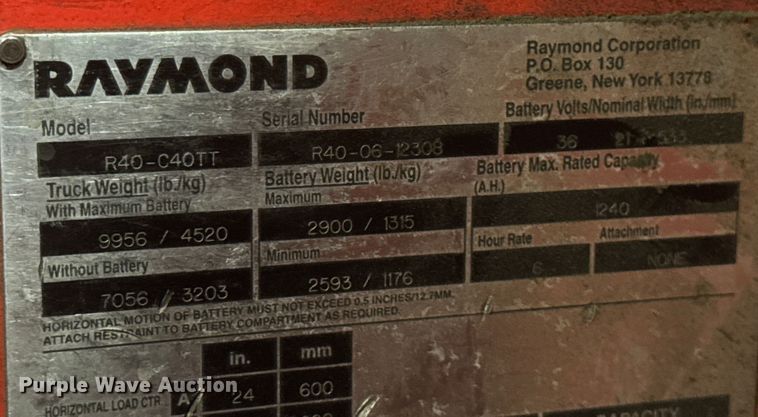 RAYMOND
Raymond Corporation
P.O. Box 130
Greene, New York 13778
Model
Serial Number
Battery Volts/Nominal Width (in./mm)
R40-C40TT
R40-06-12308
36
Truck Weight (lb./kg)
Battery Weight (lb./kg)
Battery Max. Rated Capacity
(A.H.)
With Maximum Battery
Maximum
9956 / 4520
2900 / 1315
1240
Without Battery
Minimum
Hour Rate
Attachment
7056 / 3203
2593 / 1176
6
NONE
HORIZONTAL MOTION OF BATTERY MUST NOT EXCEED 0.5 INCHES/12.7MM.
ATTACH RESTRAINT TO BATTERY COMPARTMENT AS REQUIRED.
in.
mm
HORIZONTAL LOAD CTR.
A
24
600
CAPACITY
Purple Wave Auction